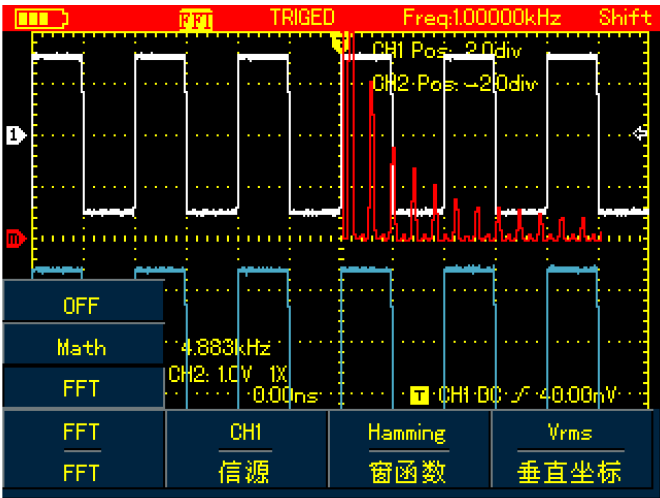 FFT TRIGED Freq:1.00000kHz Shift
T
CH1 Pos: 2.0div
CH2 Pos: -2.0div
1
m
OFF
Math
4.883kHz
CH2: 1.0V 1X
FFT
0.00ns
T CH1·DC 40.00mV
FFT CH1 Hamming Vrms
FFT 信源 窗函数 垂直坐标